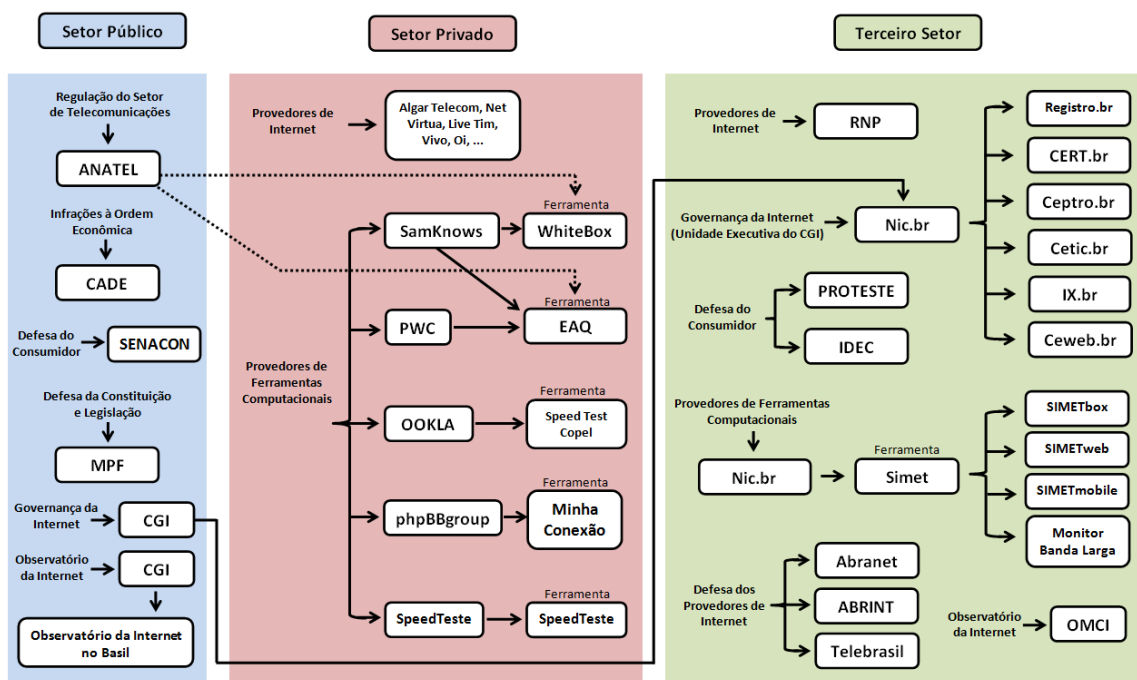 Setor Público
Setor Privado
Terceiro Setor
Regulação do Setor
de Telecomunicações
ANATEL
Infrações à Ordem
Econômica
CADE
Defesa do
Consumidor
SENACON
Defesa da Constituição
e Legislação
MPF
Governança da
Internet
CGI
Observatório
da Internet
CGI
Observatório da Internet
no Basil
Provedores de
Internet
Algar Telecom, Net
Virtua, Live Tim,
Vivo, Oi, ...
Provedores de
Ferramentas
Computacionais
SamKnows
Ferramenta
WhiteBox
PWC
Ferramenta
EAQ
OOKLA
Ferramenta
Speed Test
Copel
phpBBgroup
Ferramenta
Minha
Conexão
SpeedTeste
Ferramenta
SpeedTeste
Provedores de
Internet
RNP
Governança da Internet
(Unidade Executiva do CGI)
Nic.br
Registro.br
CERT.br
Ceptro.br
Cetic.br
IX.br
Ceweb.br
Defesa do
Consumidor
PROTESTE
IDEC
Provedores de Ferramentas
Computacionais
Nic.br
Ferramenta
Simet
SIMETbox
SIMETweb
SIMETmobile
Monitor
Banda Larga
Defesa dos
Provedores de
Internet
Abranet
ABRINT
Telebrasil
Observatório
da Internet
OMCI